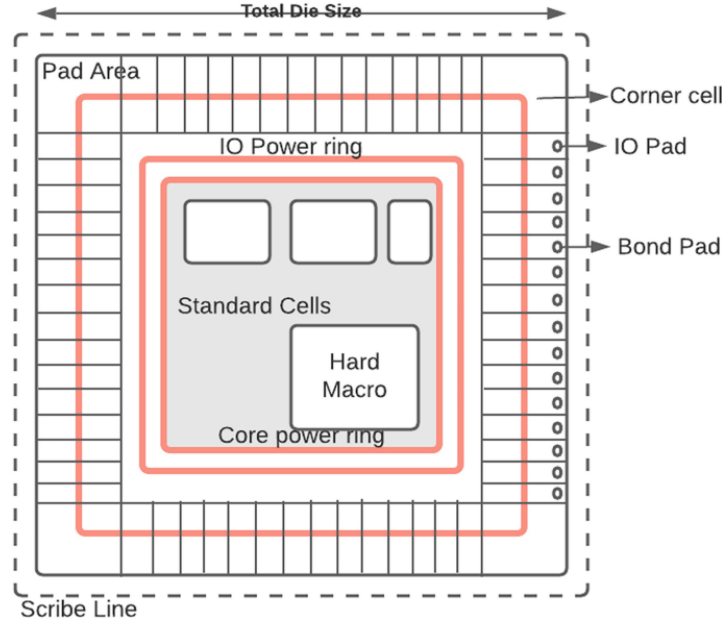 Total Die Size
Pad Area
Corner cell
IO Power ring
IO Pad
Bond Pad
Standard Cells
Hard
Macro
Core power ring
Scribe Line